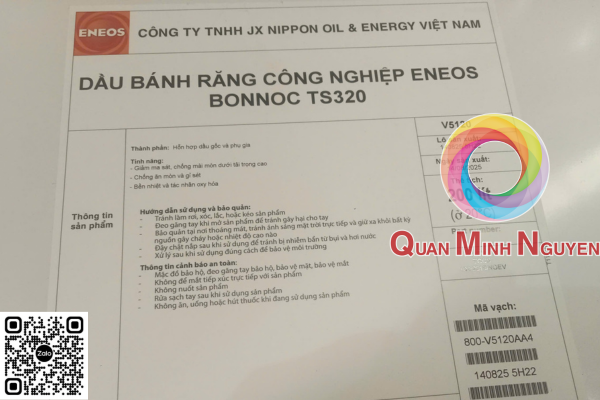 ENEOS
CÔNG TY TNHH JX NIPPON OIL & ENERGY VIỆT NAM
DẦU BÁNH RĂNG CÔNG NGHIỆP ENEOS
BONNOC TS320
Thông tin
sản phẩm
Thành phần: Hỗn hợp dầu gốc và phụ gia
Tính năng:
- Giảm ma sát, chống mài mòn dưới tải trọng cao
- Chống ăn mòn và gỉ sét
- Bền nhiệt và tác nhân oxy hóa
Hướng dẫn sử dụng và bảo quản:
Tránh làm rơi, xóc, lắc, hoặc kéo sản phẩm
Đeo găng tay khi mở sản phẩm để tránh gây hại cho tay
Bảo quản tại nơi thoáng mát, tránh ánh sáng mặt trời trực tiếp và giữ xa khỏi bất kỳ
nguồn gây cháy hoặc nhiệt độ cao nào
Đậy chặt nắp sau khi sử dụng để tránh bị nhiễm bẩn từ bụi và hơi nước
Xử lý sau khi sử dụng đúng cách để bảo vệ môi trường
Thông tin cảnh báo an toàn:
Mặc đồ bảo hộ, đeo găng tay bảo hộ, bảo vệ mặt, bảo vệ mắt
Không để mắt tiếp xúc trực tiếp với sản phẩm
Không nuốt sản phẩm
Rửa sạch tay sau khi sử dụng sản phẩm
Không ăn, uống hoặc hút thuốc khi đang sử dụng sản phẩm
V5120
200 lít
QUAN MINH NGUYEN
Mã vạch:
800-V5120AA4
140825 5H22
Zalo